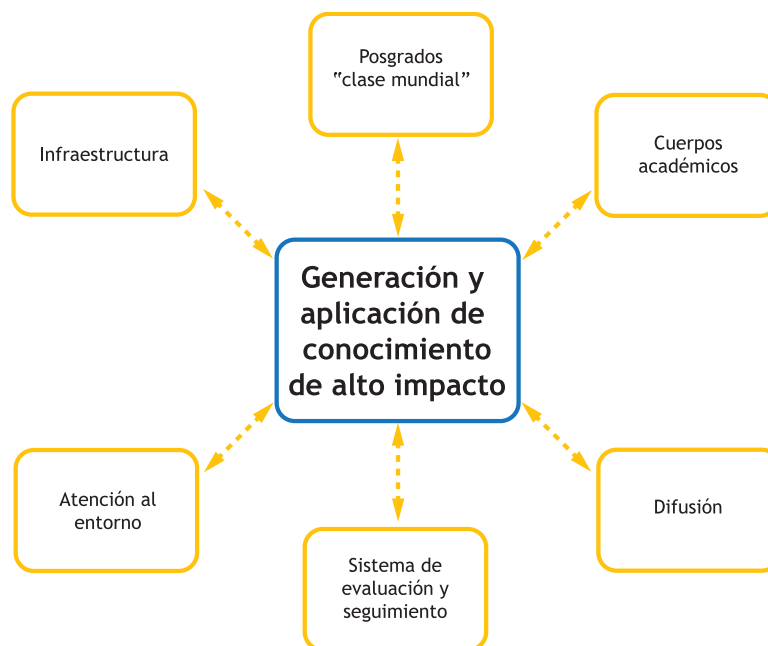 Posgrados
“clase mundial”
Infraestructura
Cuerpos
académicos
Generación y
aplicación de
conocimiento
de alto impacto
Atención al
entorno
Sistema de
evaluación y
seguimiento
Difusión